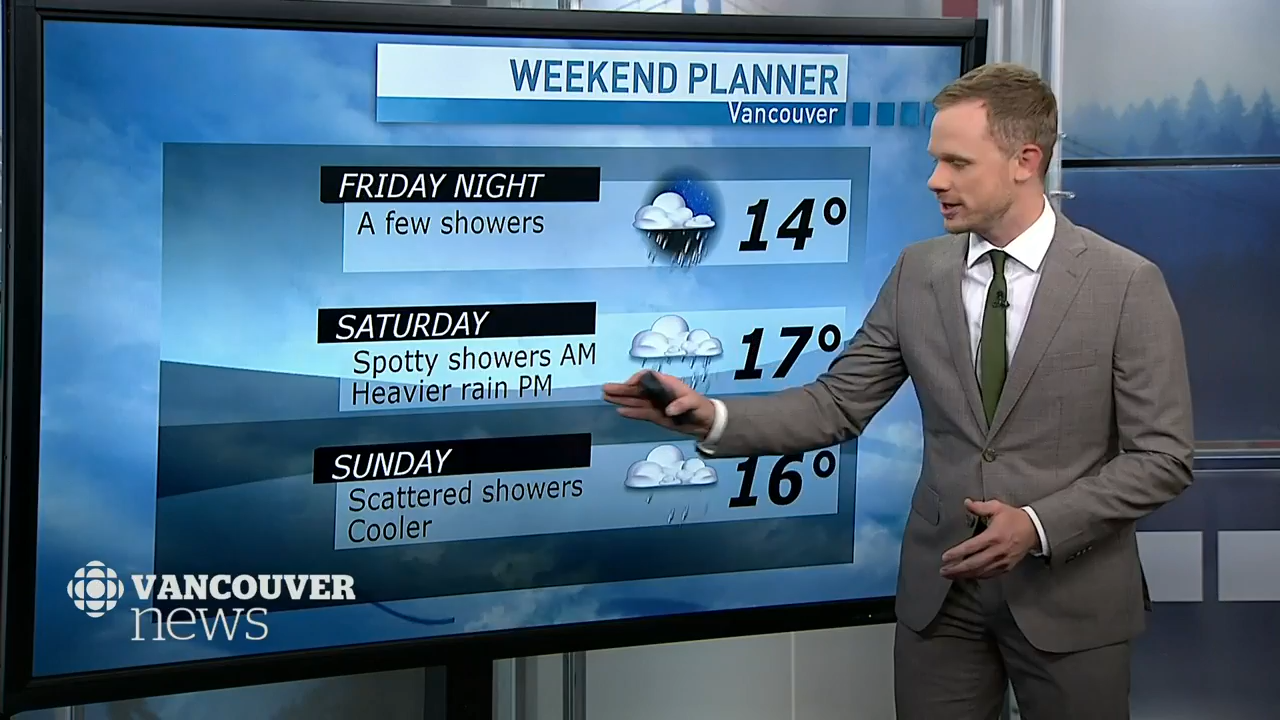 WEEKEND PLANNER
Vancouver
FRIDAY NIGHT
A few showers
14°
SATURDAY
Spotty showers AM
Heavier rain PM
17°
SUNDAY
Scattered showers
Cooler
16°
VANCOUVER
news